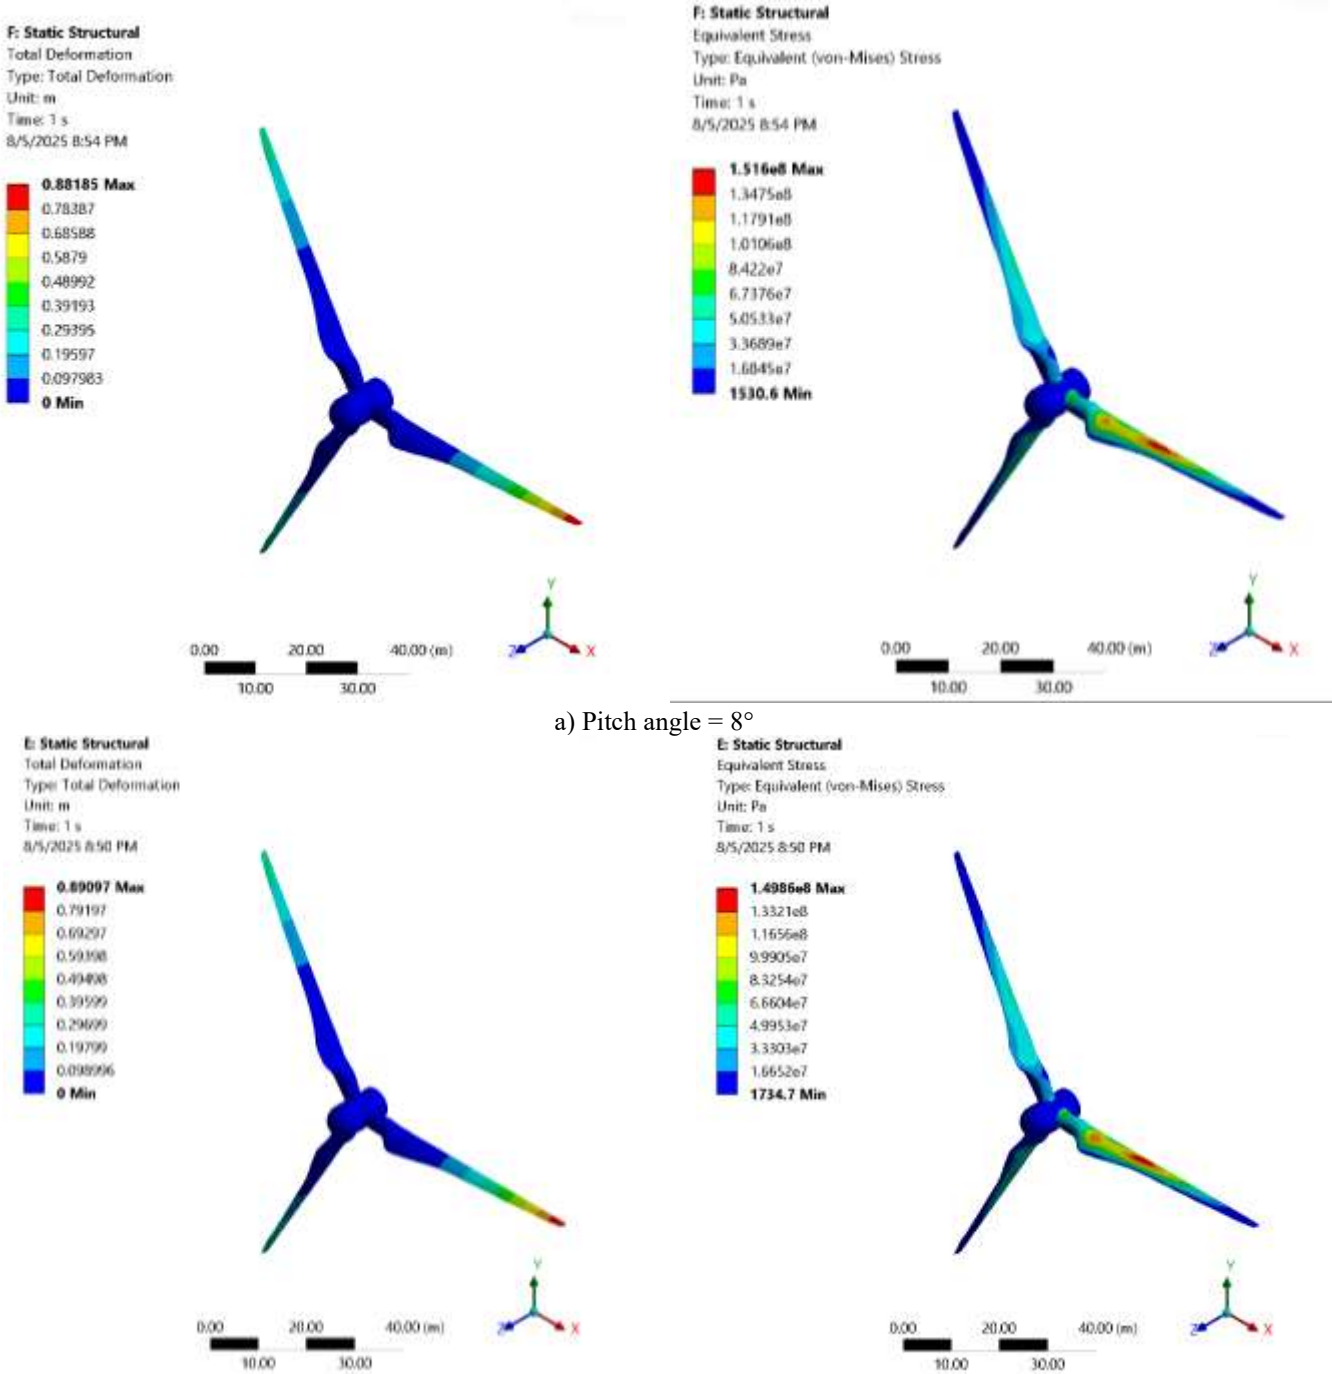 F: Static Structural
Total Deformation
Type: Total Deformation
Unit: m
Time: 1 s
8/5/2025 8:54 PM
0.88185 Max
0.78387
0.68588
0.5879
0.48992
0.39193
0.29395
0.19597
0.097983
0 Min
Y
Z
X
0.00 20.00 40.00 (m)
10.00 30.00
F: Static Structural
Equivalent Stress
Type: Equivalent (von-Mises) Stress
Unit: Pa
Time: 1 s
8/5/2025 8:54 PM
1.516e8 Max
1.3475e8
1.1791e8
1.0106e8
8.422e7
6.7376e7
5.0533e7
3.3689e7
1.6845e7
1530.6 Min
Y
Z
X
0.00 20.00 40.00 (m)
10.00 30.00
a) Pitch angle = 8°
E: Static Structural
Total Deformation
Type: Total Deformation
Unit: m
Time: 1 s
8/5/2025 8:50 PM
0.89097 Max
0.79197
0.69297
0.59398
0.49498
0.39599
0.29699
0.19799
0.098996
0 Min
Y
Z
X
0.00 20.00 40.00 (m)
10.00 30.00
E: Static Structural
Equivalent Stress
Type: Equivalent (von-Mises) Stress
Unit: Pa
Time: 1 s
8/5/2025 8:50 PM
1.4986e8 Max
1.3321e8
1.1656e8
9.9905e7
8.3254e7
6.6604e7
4.9953e7
3.3303e7
1.6652e7
1734.7 Min
Y
Z
X
0.00 20.00 40.00 (m)
10.00 30.00